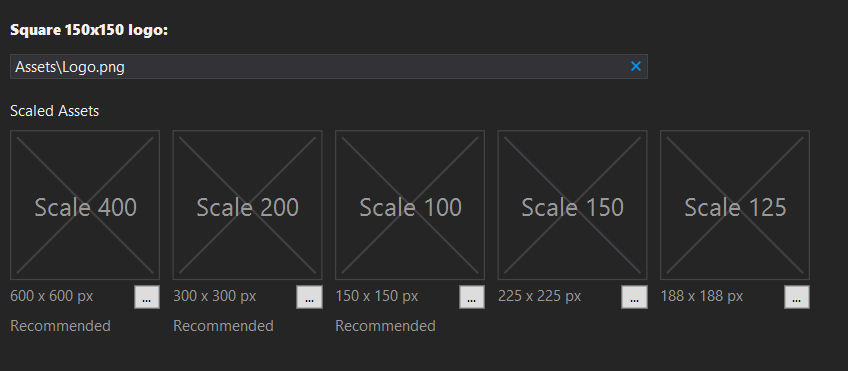 Square 150x150 logo:
Assets\Logo.png
Scaled Assets
Scale 400 Scale 200 Scale 100 Scale 150 Scale 125
600 x 600 px ... 300 x 300 px ... 150 x 150 px ... 225 x 225 px ... 188 x 188 px ...
Recommended Recommended Recommended